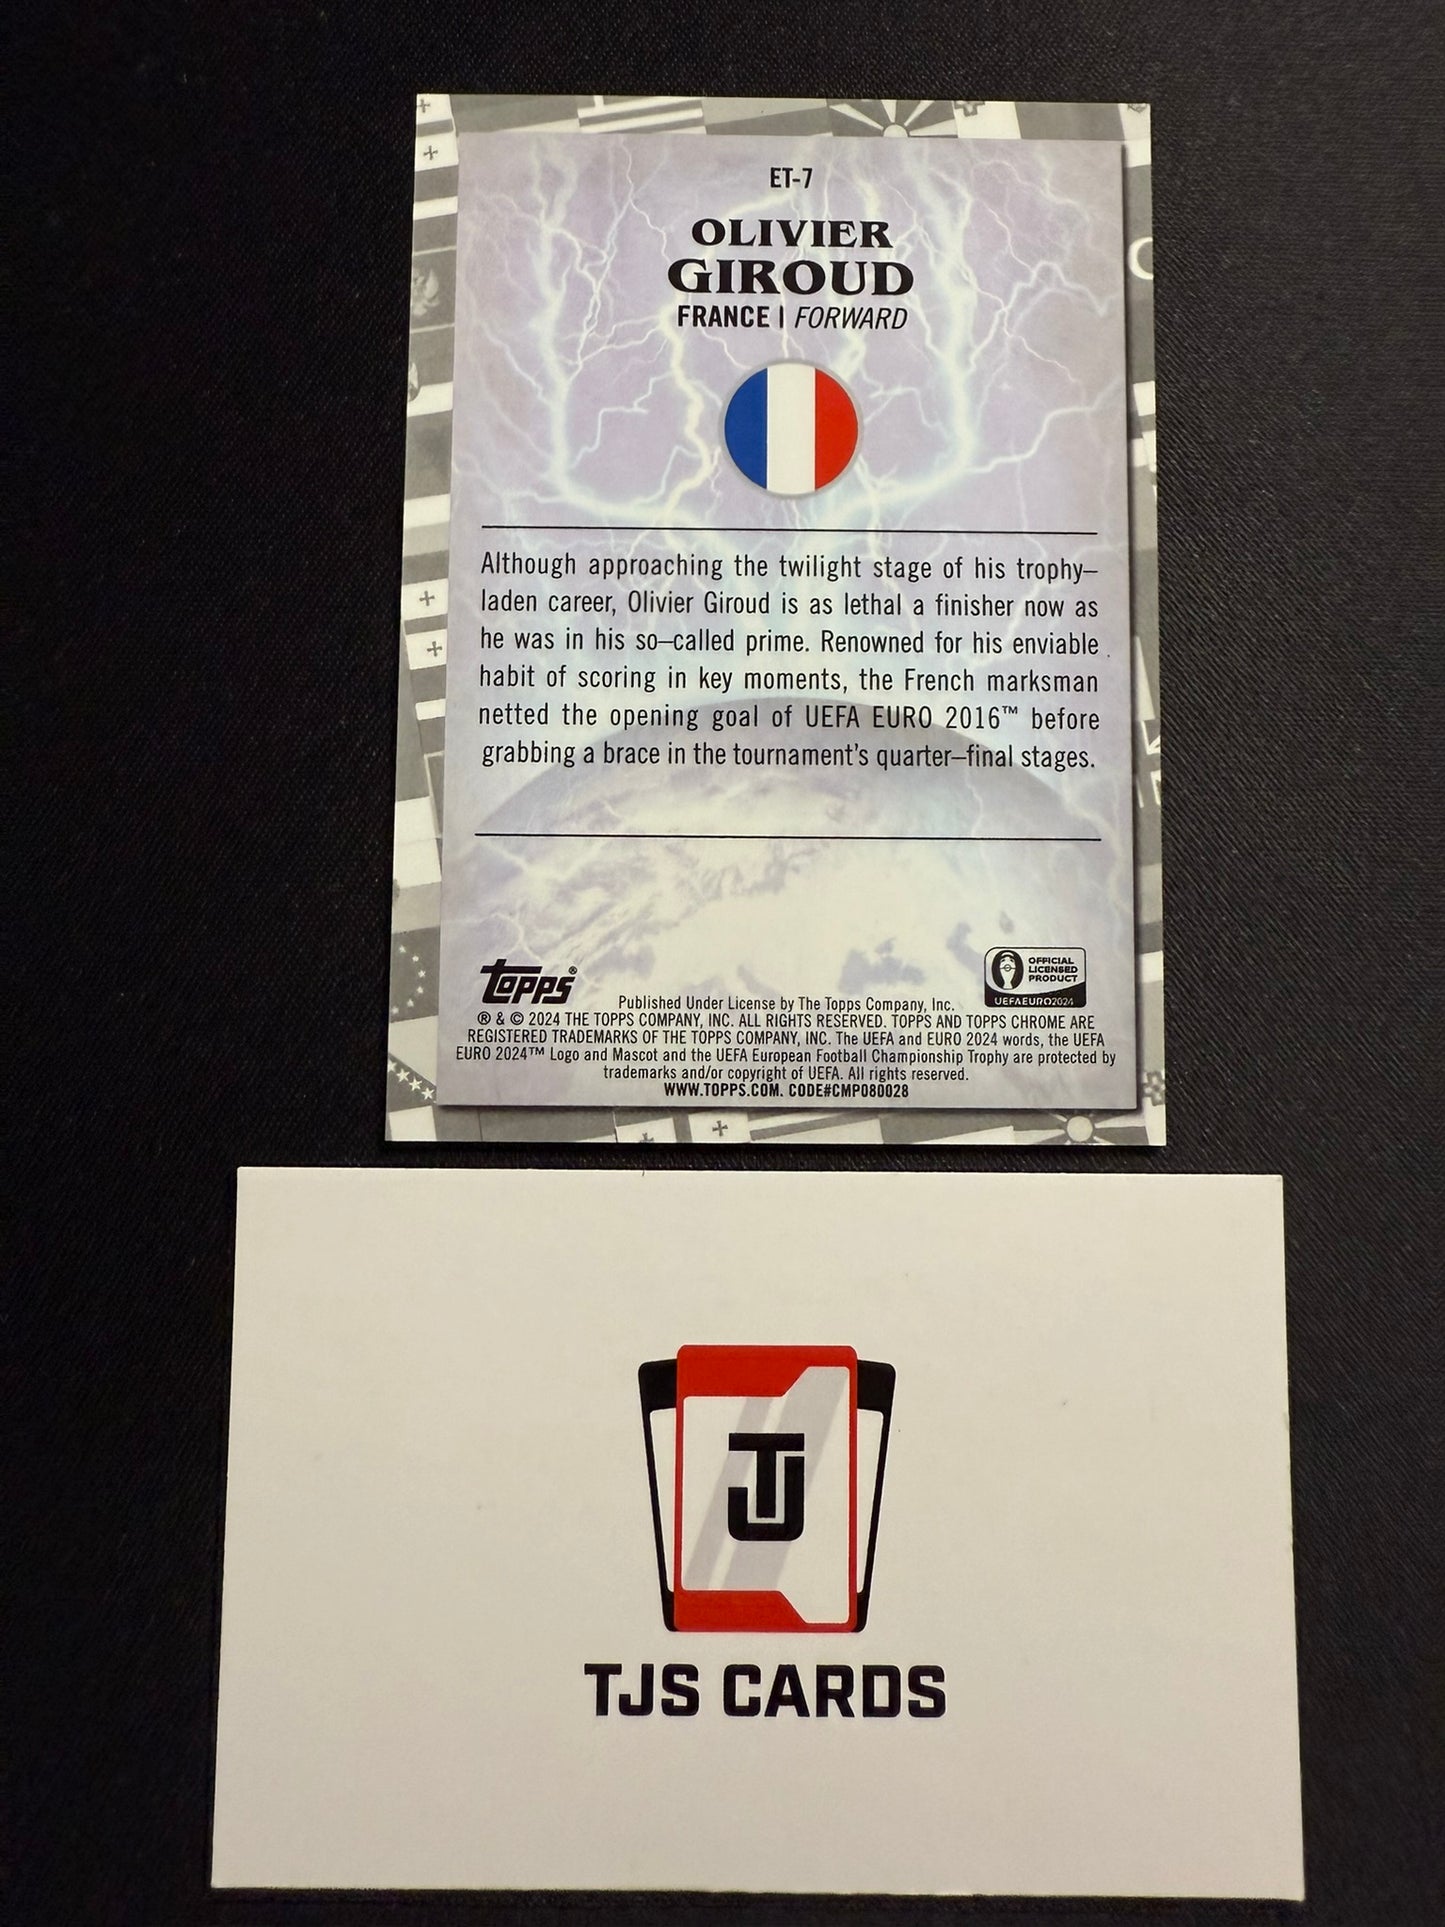 ET-7
OLIVIER
GIROUD
FRANCE | FORWARD
Although approaching the twilight stage of his trophy–
laden career, Olivier Giroud is as lethal a finisher now as
he was in his so–called prime. Renowned for his enviable
habit of scoring in key moments, the French marksman
netted the opening goal of UEFA EURO 2016™ before
grabbing a brace in the tournament's quarter–final stages.
Topps®
OFFICIAL
LICENSED
PRODUCT
UEFA EURO2024
Published Under License by The Topps Company, Inc.
® & © 2024 THE TOPPS COMPANY, INC. ALL RIGHTS RESERVED. TOPPS AND TOPPS CHROME ARE
REGISTERED TRADEMARKS OF THE TOPPS COMPANY, INC. The UEFA and EURO 2024 words, the UEFA
EURO 2024™ Logo and Mascot and the UEFA European Football Championship Trophy are protected by
trademarks and/or copyright of UEFA. All rights reserved.
WWW.TOPPS.COM. CODE#CMP080028
TJ
TJS CARDS